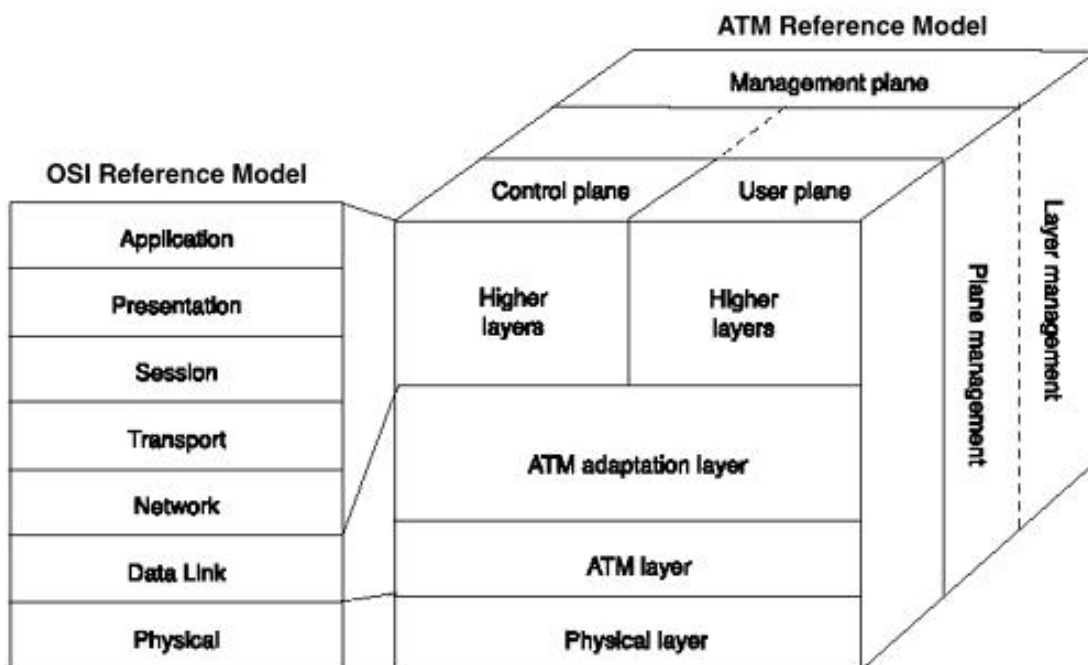 ATM Reference Model
Management plane
OSI Reference Model
Control plane
User plane
Application
Presentation
Session
Transport
Network
Data Link
Physical
Higher
layers
Higher
layers
ATM adaptation layer
ATM layer
Physical layer
Plane management
Layer management